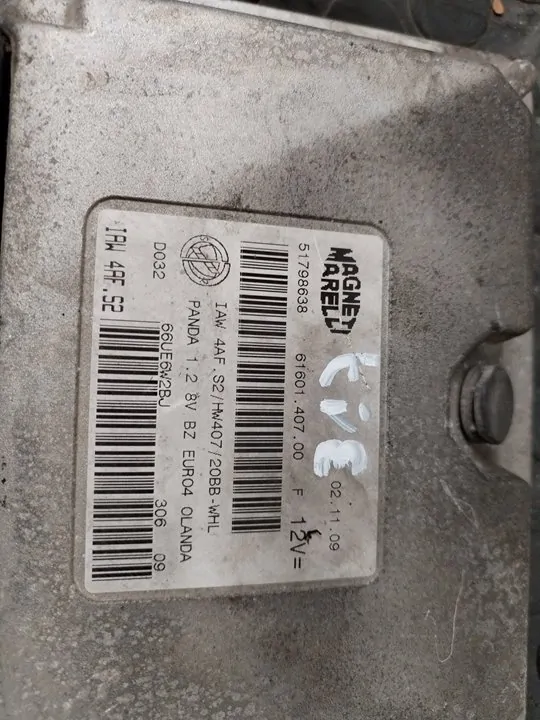 MAGNETI
MARELLI
02.11.09
51798638 61601.407.00 F 12V=
IAW 4AF.S2/HW407/20BB-WHL
PANDA 1.2 8V BZ EURO4 OLANDA
D032 66UE6W2BJ 306 09
IAW 4AF.S2